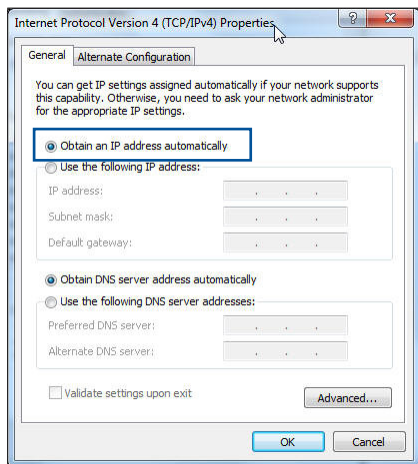 Internet Protocol Version 4 (TCP/IPv4) Properties
General
Alternate Configuration
You can get IP settings assigned automatically if your network supports
this capability. Otherwise, you need to ask your network administrator
for the appropriate IP settings.
Obtain an IP address automatically
Use the following IP address:
IP address:
Subnet mask:
Default gateway:
Obtain DNS server address automatically
Use the following DNS server addresses:
Preferred DNS server:
Alternate DNS server:
Validate settings upon exit
Advanced...
OK
Cancel